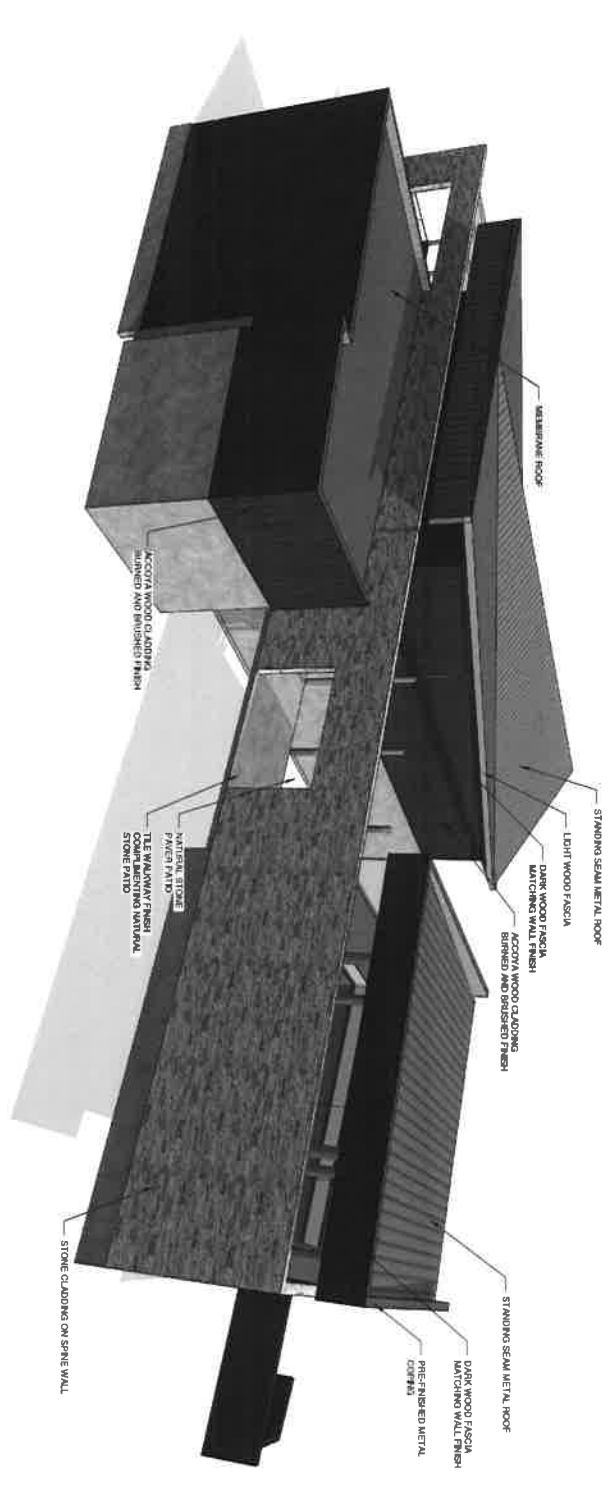 STANDING SEAM METAL ROOF
LIGHT WOOD FASCIA
DARK WOOD FASCIA
MATCHING WALL FINISH
ACCOYA WOOD CLADDING
BURNED AND BRUSHED FINISH
MEMBRANE ROOF
STANDING SEAM METAL ROOF
DARK WOOD FASCIA
MATCHING WALL FINISH
PRE-FINISHED METAL
COPING
ACCOYA WOOD CLADDING
BURNED AND BRUSHED FINISH
NATURAL STONE
PAVER PATIO
TILE WALKWAY FINISH
COMPLIMENTING NATURAL
STONE PATIO
STONE CLADDING ON SPINE WALL